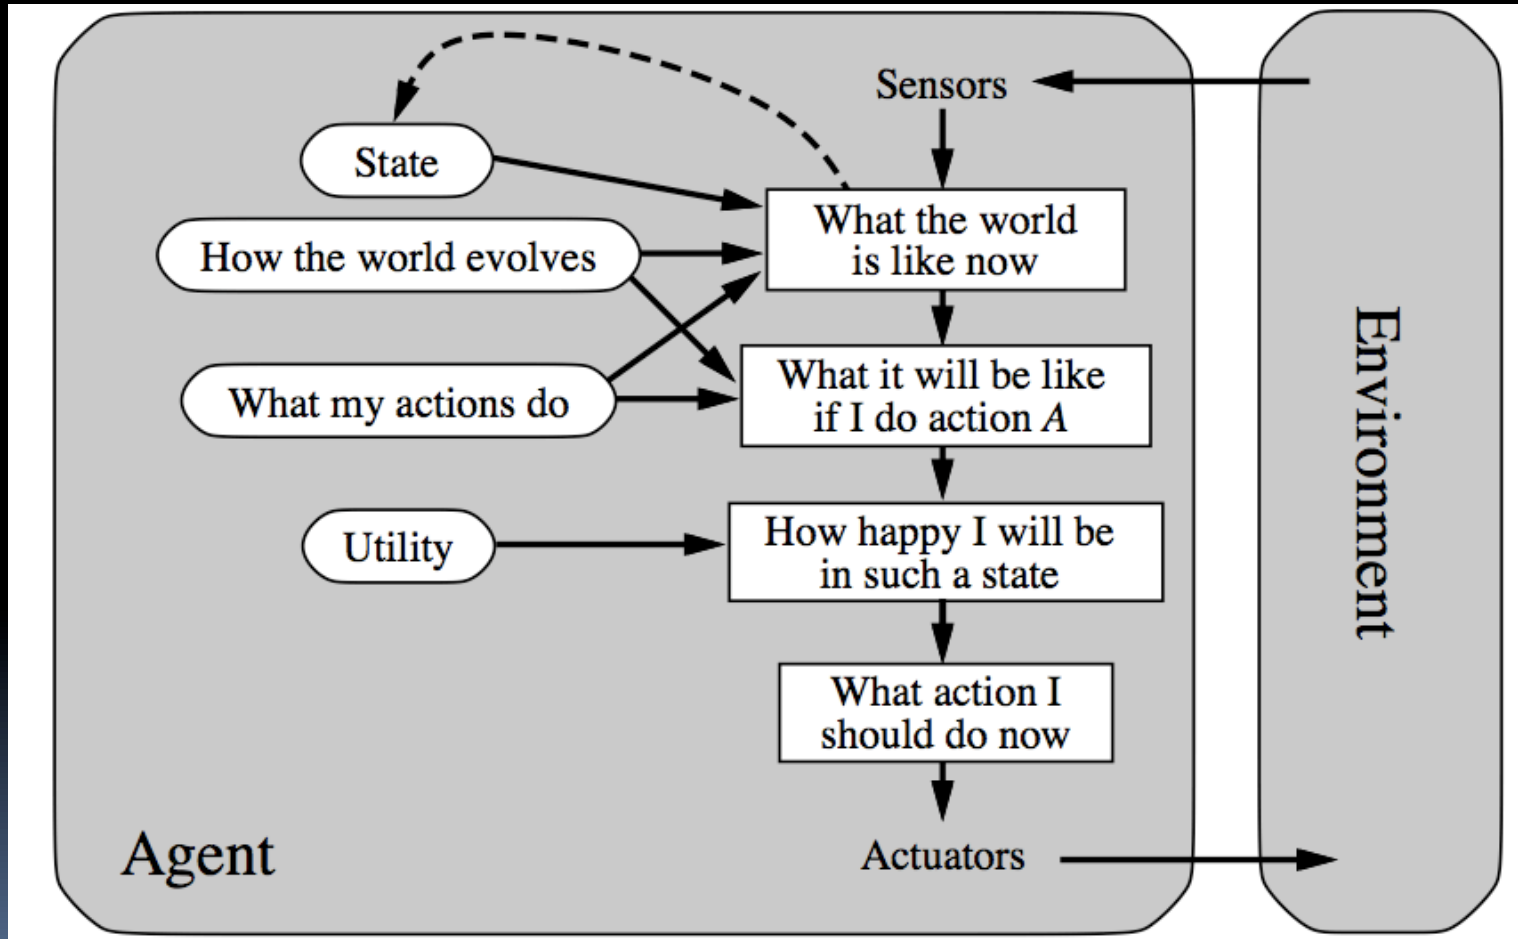 Sensors
State
What the world
is like now
How the world evolves
What it will be like
if I do action A
What my actions do
How happy I will be
in such a state
Utility
What action I
should do now
Agent
Actuators
Environment